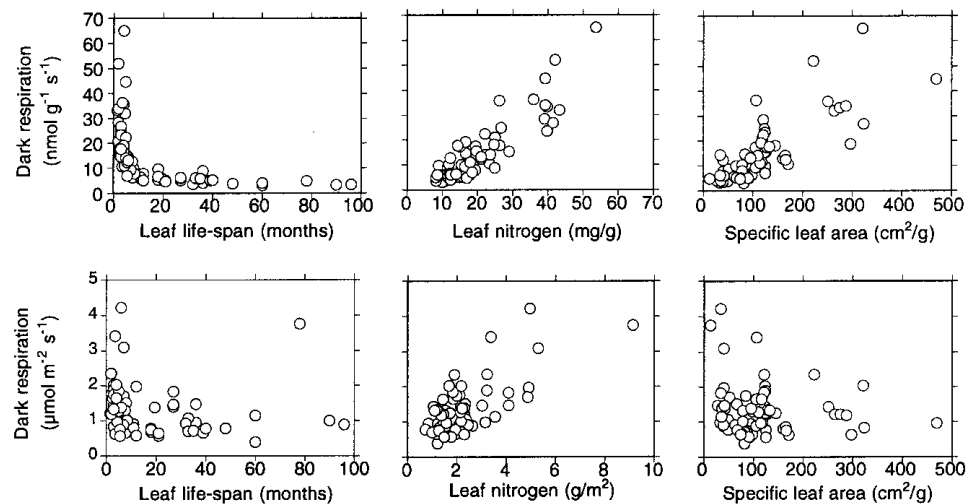 Dark respiration
(nmol g⁻¹ s⁻¹)
70
60
50
40
30
20
10
0
0 20 40 60 80 100
Leaf life-span (months)
0 10 20 30 40 50 60 70
Leaf nitrogen (mg/g)
0 100 200 300 400 500
Specific leaf area (cm²/g)
Dark respiration
(µmol m⁻² s⁻¹)
5
4
3
2
1
0
0 20 40 60 80 100
Leaf life-span (months)
0 2 4 6 8 10
Leaf nitrogen (g/m²)
0 100 200 300 400 500
Specific leaf area (cm²/g)